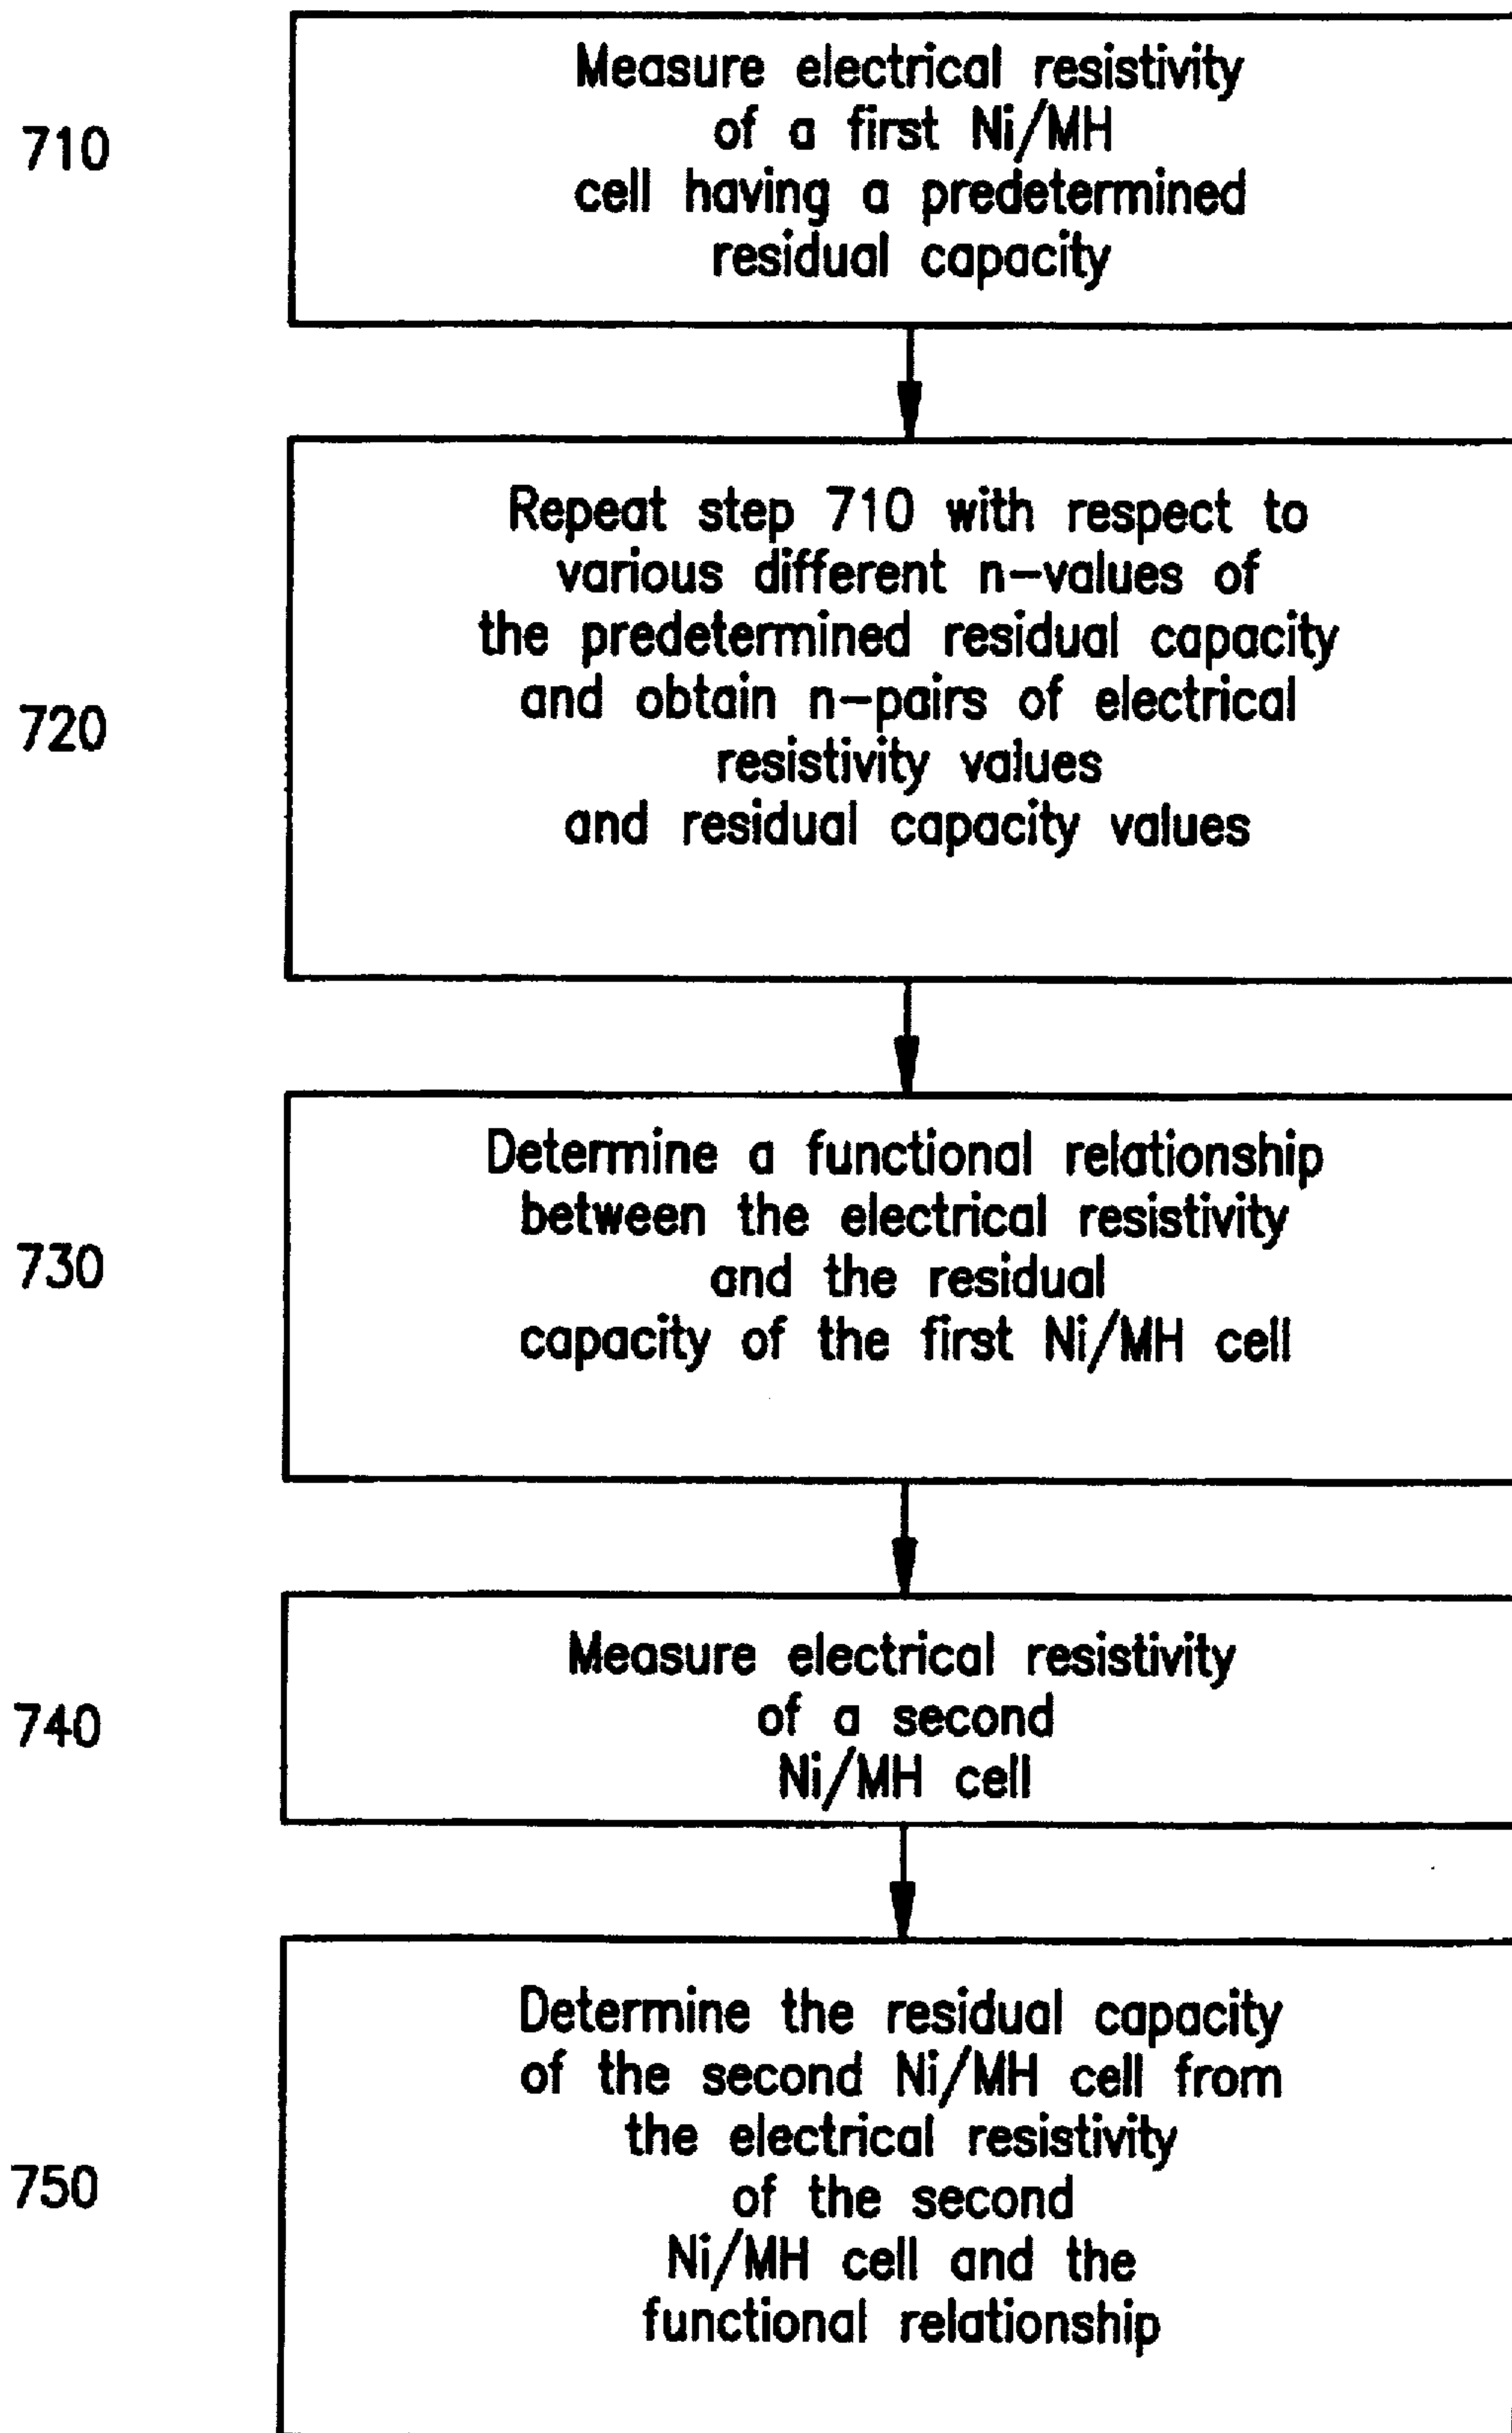 710
Measure electrical resistivity
of a first Ni/MH
cell having a predetermined
residual capacity
720
Repeat step 710 with respect to
various different n-values of
the predetermined residual capacity
and obtain n-pairs of electrical
resistivity values
and residual capacity values
730
Determine a functional relationship
between the electrical resistivity
and the residual
capacity of the first Ni/MH cell
740
Measure electrical resistivity
of a second
Ni/MH cell
750
Determine the residual capacity
of the second Ni/MH cell from
the electrical resistivity
of the second
Ni/MH cell and the
functional relationship